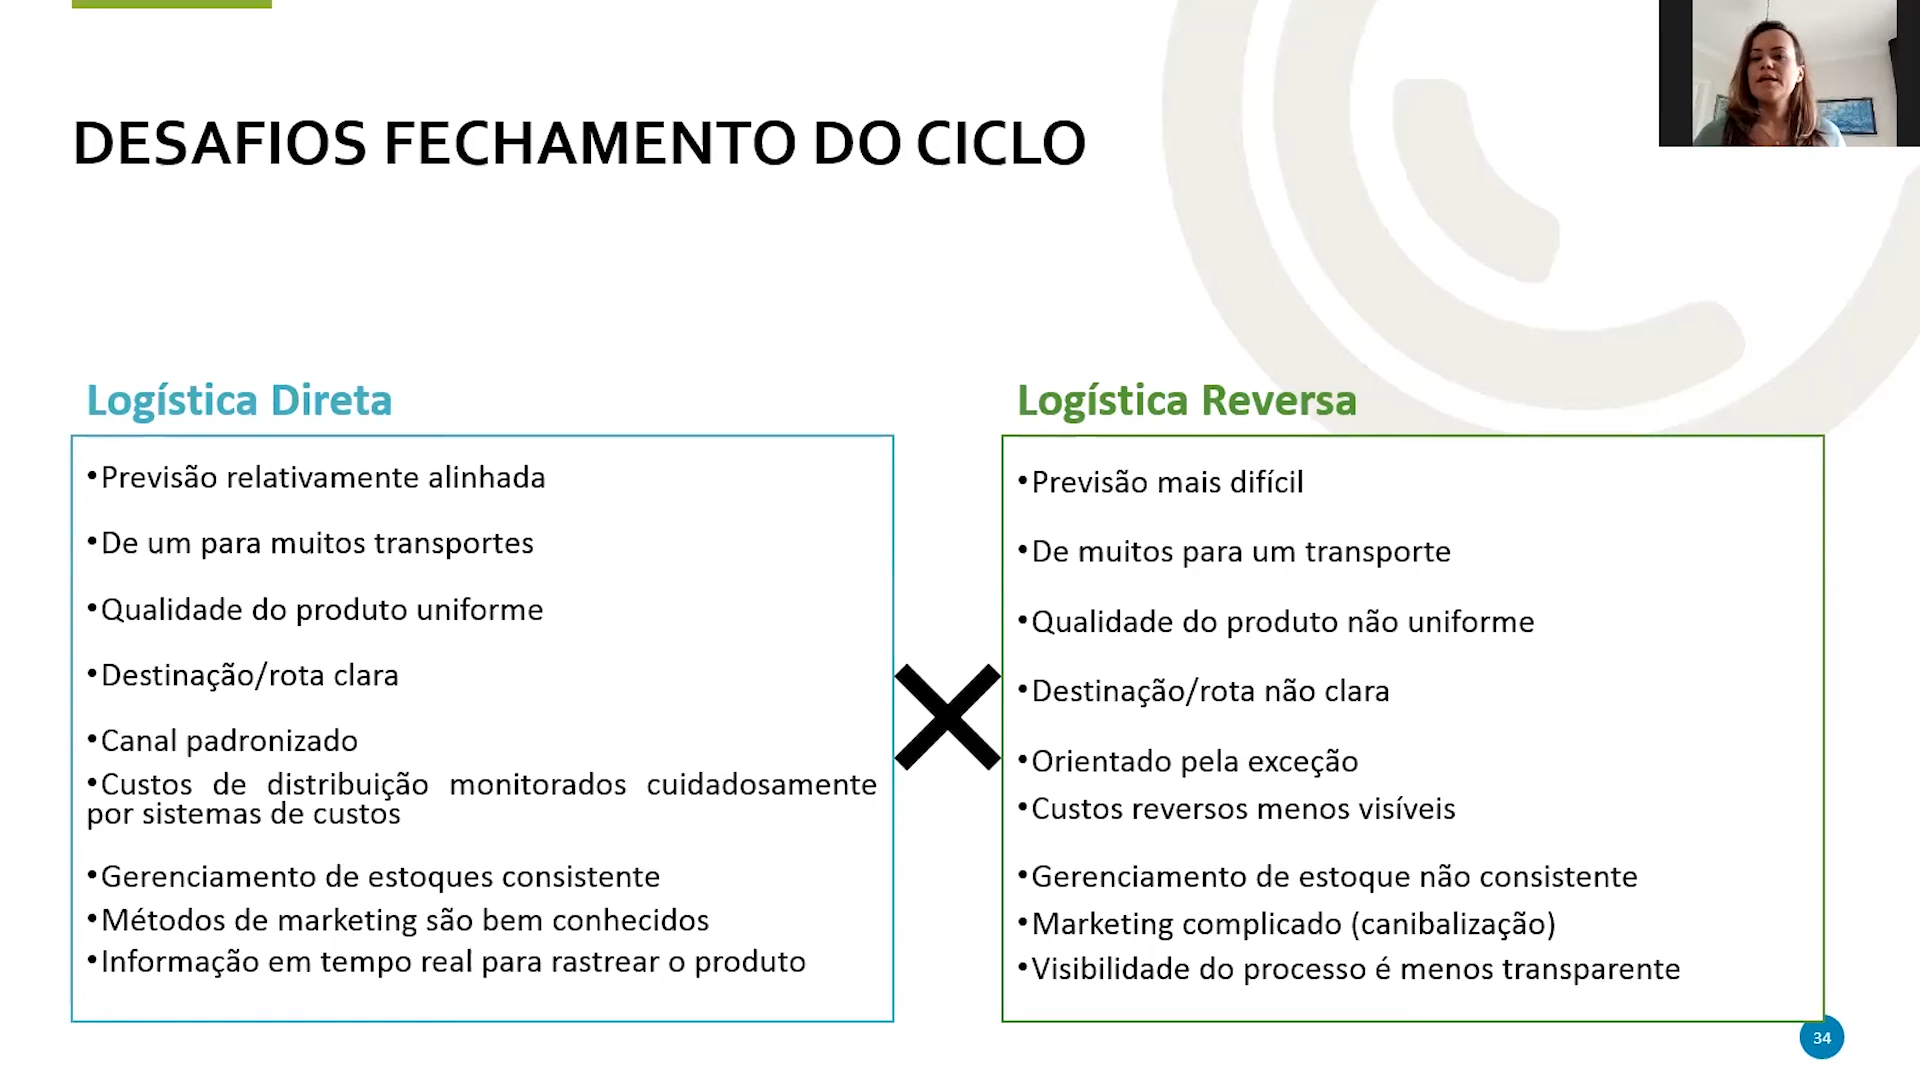 DESAFIOS FECHAMENTO DO CICLO
Logística Direta
•Previsão relativamente alinhada
•De um para muitos transportes
•Qualidade do produto uniforme
•Destinação/rota clara
•Canal padronizado
•Custos de distribuição monitorados cuidadosamente
por sistemas de custos
•Gerenciamento de estoques consistente
•Métodos de marketing são bem conhecidos
•Informação em tempo real para rastrear o produto
Logística Reversa
•Previsão mais difícil
•De muitos para um transporte
•Qualidade do produto não uniforme
•Destinação/rota não clara
•Orientado pela exceção
•Custos reversos menos visíveis
•Gerenciamento de estoque não consistente
•Marketing complicado (canibalização)
•Visibilidade do processo é menos transparente
34